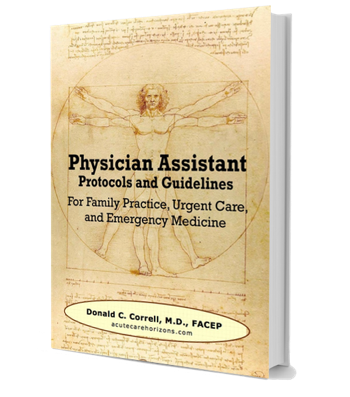 Physician Assistant
Protocols and Guidelines
For Family Practice, Urgent Care,
and Emergency Medicine
Donald C. Correll, M.D., FACEP
acutecarehorizons.com